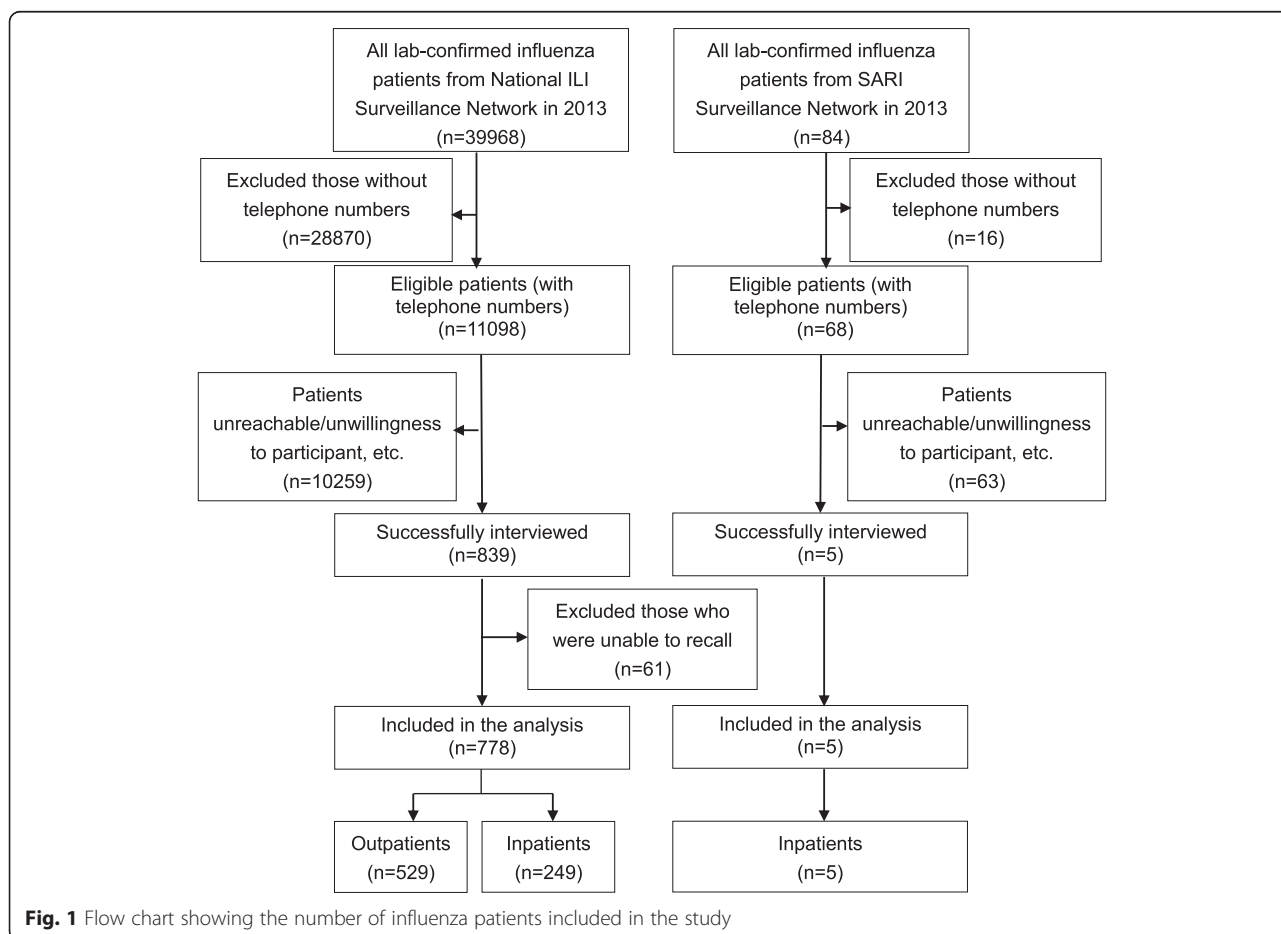 All lab-confirmed influenza
patients from National ILI
Surveillance Network in 2013
(n=39968)
All lab-confirmed influenza
patients from SARI
Surveillance Network in 2013
(n=84)
Excluded those without
telephone numbers
(n=28870)
Excluded those without
telephone numbers
(n=16)
Eligible patients (with
telephone numbers)
(n=11098)
Eligible patients (with
telephone numbers)
(n=68)
Patients
unreachable/unwillingness
to participant, etc.
(n=10259)
Patients
unreachable/unwillingness
to participant, etc.
(n=63)
Successfully interviewed
(n=839)
Successfully interviewed
(n=5)
Excluded those who
were unable to recall
(n=61)
Included in the analysis
(n=778)
Included in the analysis
(n=5)
Outpatients
(n=529)
Inpatients
(n=249)
Inpatients
(n=5)
Fig. 1 Flow chart showing the number of influenza patients included in the study